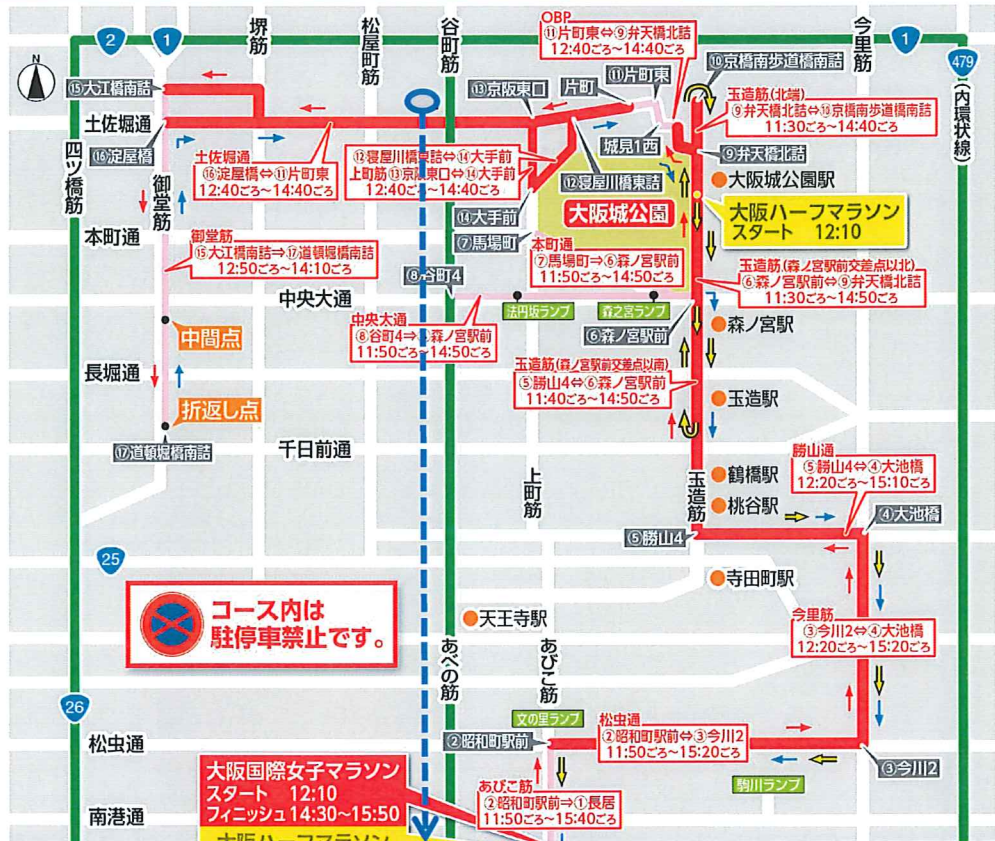 2
1
堺筋
松屋町筋
谷町筋
OBP
⑪片町東⇔⑨弁天橋北詰
12:40ごろ~14:40ごろ
今里筋
1
479
(内環状線)
N
⑮大江橋南詰
⑬京阪東口
片町
⑪片町東
⑩京橋南歩道橋南詰
玉造筋(北端)
⑨弁天橋北詰⇔⑩京橋南歩道橋南詰
11:30ごろ~14:40ごろ
土佐堀通
⑯淀屋橋
城見1西
⑨弁天橋北詰
四ツ橋筋
御堂筋
土佐堀通
⑯淀屋橋⇔⑪片町東
12:40ごろ~14:40ごろ
⑫寝屋川橋東詰⇔⑭大手前
上町筋⑬京阪東口⇔⑭大手前
12:40ごろ~14:40ごろ
⑫寝屋川橋東詰
大阪城公園駅
大阪城公園
大阪ハーフマラソン
スタート 12:10
⑭大手前
⑦馬場町
本町通
御堂筋
⑮大江橋南詰⇒⑰道頓堀橋南詰
12:50ごろ~14:10ごろ
⑧谷町4
本町通
⑦馬場町⇒⑥森ノ宮駅前
11:50ごろ~14:50ごろ
玉造筋(森ノ宮駅前交差点以北)
⑥森ノ宮駅前⇔⑨弁天橋北詰
11:30ごろ~14:50ごろ
中央大通
法円坂ランプ
森之宮ランプ
中央大通
⑧谷町4⇒
森ノ宮駅前
11:50ごろ~14:50ごろ
⑥森ノ宮駅前
森ノ宮駅
中間点
長堀通
玉造筋(森ノ宮駅前交差点以南)
⑤勝山4⇔⑥森ノ宮駅前
11:40ごろ~14:50ごろ
玉造駅
折返し点
⑰道頓堀橋南詰
千日前通
上町筋
玉造筋
鶴橋駅
桃谷駅
勝山通
⑤勝山4⇔④大池橋
12:20ごろ~15:10ごろ
⑤勝山4
④大池橋
25
寺田町駅
コース内は
駐停車禁止です。
天王寺駅
今里筋
③今川2⇔④大池橋
12:20ごろ~15:20ごろ
あべの筋
あびこ筋
26
文の里ランプ
松虫通
②昭和町駅前
松虫通
②昭和町駅前⇔③今川2
11:50ごろ~15:20ごろ
③今川2
駒川ランプ
大阪国際女子マラソン
スタート 12:10
フィニッシュ 14:30~15:50
あびこ筋
②昭和町駅前⇒①長居
11:50ごろ~15:40ごろ
南港通
大阪ハーフマラソン